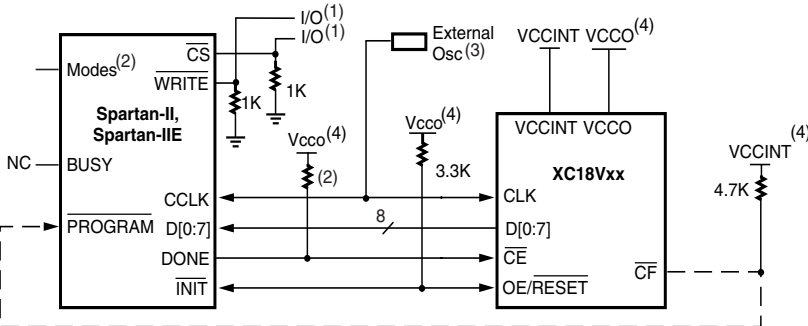 I/O(1)
I/O(1)
External
Osc(3)
VCCINT VCCO(4)
CS
Modes(2)
WRITE
1K
1K
Spartan-II,
Spartan-IIE
Vcco(4)
Vcco(4)
VCCINT VCCO
(4)
VCCINT
XC18Vxx
NC
BUSY
(2)
3.3K
4.7K
CCLK
CLK
PROGRAM
D[0:7]
8
D[0:7]
DONE
CE
CF
INIT
OE/RESET